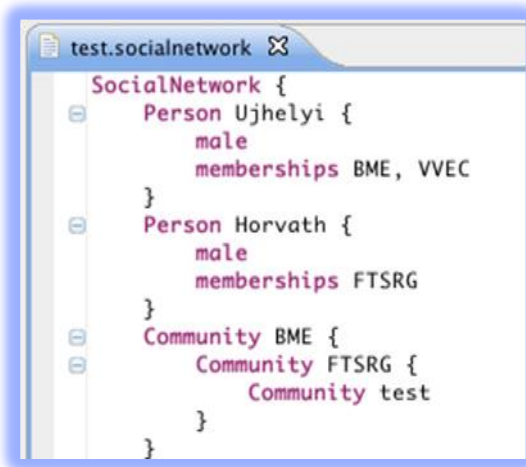 test.socialnetwork
SocialNetwork {
Person Ujhelyi {
male
memberships BME, VVEC
}
Person Horvath {
male
memberships FTSRG
}
Community BME {
Community FTSRG {
Community test
}
}